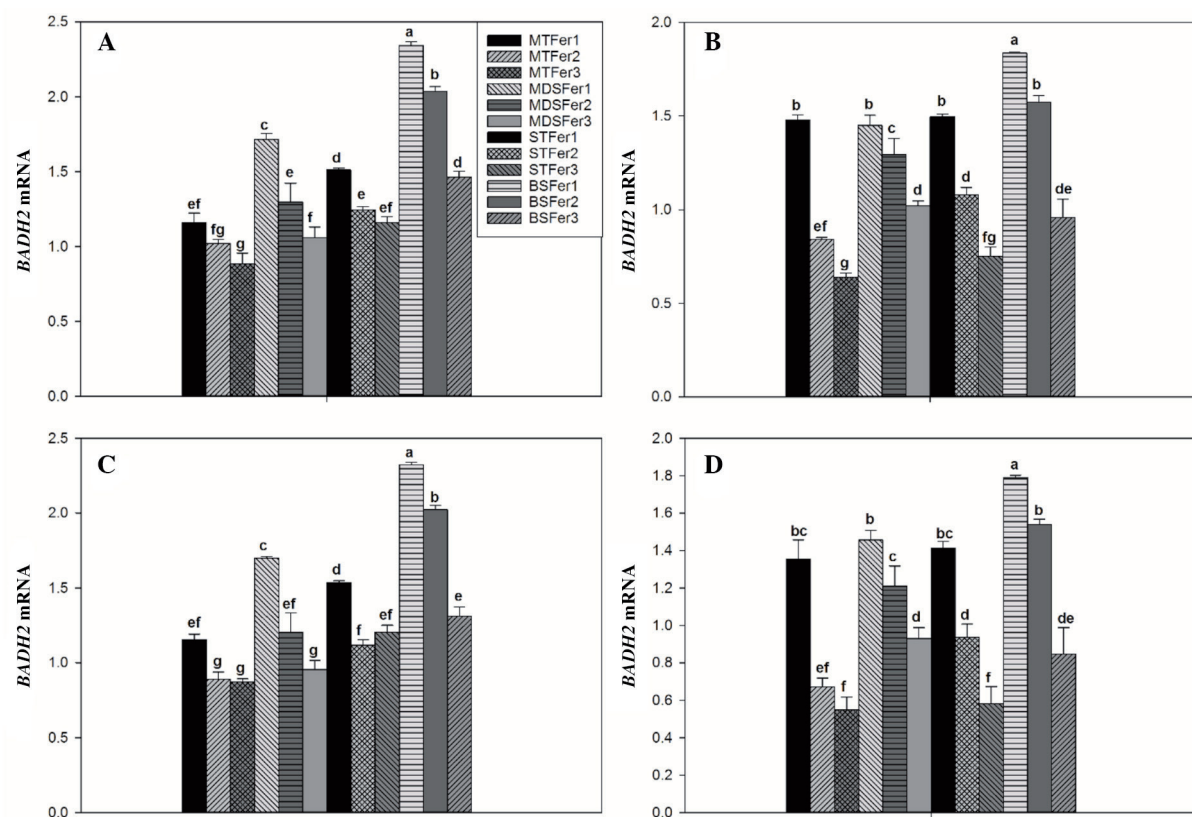 A
BADH2 mRNA
2.5
2.0
1.5
1.0
0.5
0.0
ef
fg
g
c
e
f
d
e
ef
a
b
d
MTFer1
MTFer2
MTFer3
MDSFer1
MDSFer2
MDSFer3
STFer1
STFer2
STFer3
BSFer1
BSFer2
BSFer3
B
BADH2 mRNA
2.0
1.5
1.0
0.5
0.0
b
ef
g
b
c
d
b
d
fg
a
b
de
C
BADH2 mRNA
2.5
2.0
1.5
1.0
0.5
0.0
ef
g
g
c
ef
g
d
f
ef
a
b
e
D
BADH2 mRNA
2.0
1.8
1.6
1.4
1.2
1.0
0.8
0.6
0.4
0.2
0.0
bc
ef
f
b
c
d
bc
d
f
a
b
de